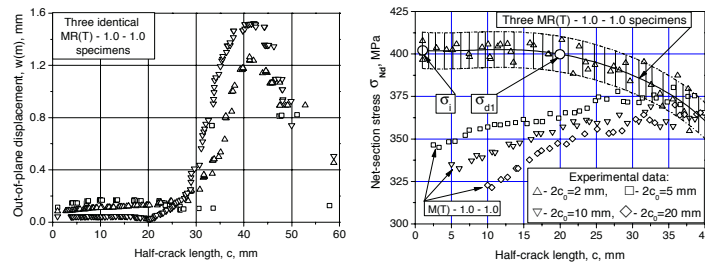 Three identical
MR(T) - 1.0 - 1.0
specimens
Out-of-plane displacement, w(m), mm
1.6
1.2
0.8
0.4
0.0
0 10 20 30 40 50 60
Half-crack length, c, mm
Three MR(T) - 1.0 - 1.0 specimens
Net-section stress σNd, MPa
425
400
375
350
325
σi
σd1
M(T) - 1.0 - 1.0
Experimental data:
△ - 2c0=2 mm, □ - 2c0=5 mm
▽ - 2c0=10 mm, ◇ - 2c0=20 mm
0 5 10 15 20 25 30 35 40
Half-crack length, c, mm